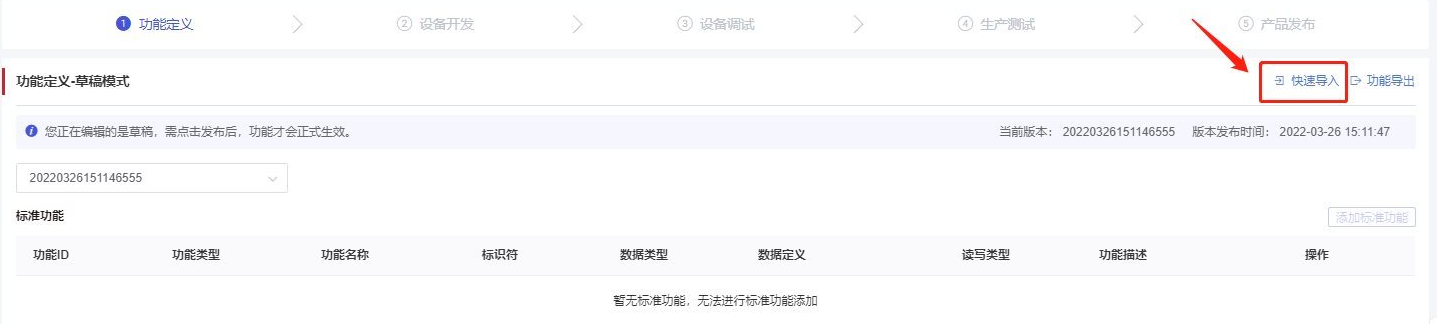 1 功能定义 2 设备开发 3 设备调试 4 生产测试 5 产品发布
功能定义-草稿模式 快速导入 功能导出
您正在编辑的是草稿，需点击发布后，功能才会正式生效。 当前版本： 20220326151146555 版本发布时间： 2022-03-26 15:11:47
20220326151146555
标准功能 添加标准功能
功能ID 功能类型 功能名称 标识符 数据类型 数据定义 读写类型 功能描述 操作
暂无标准功能，无法进行标准功能添加